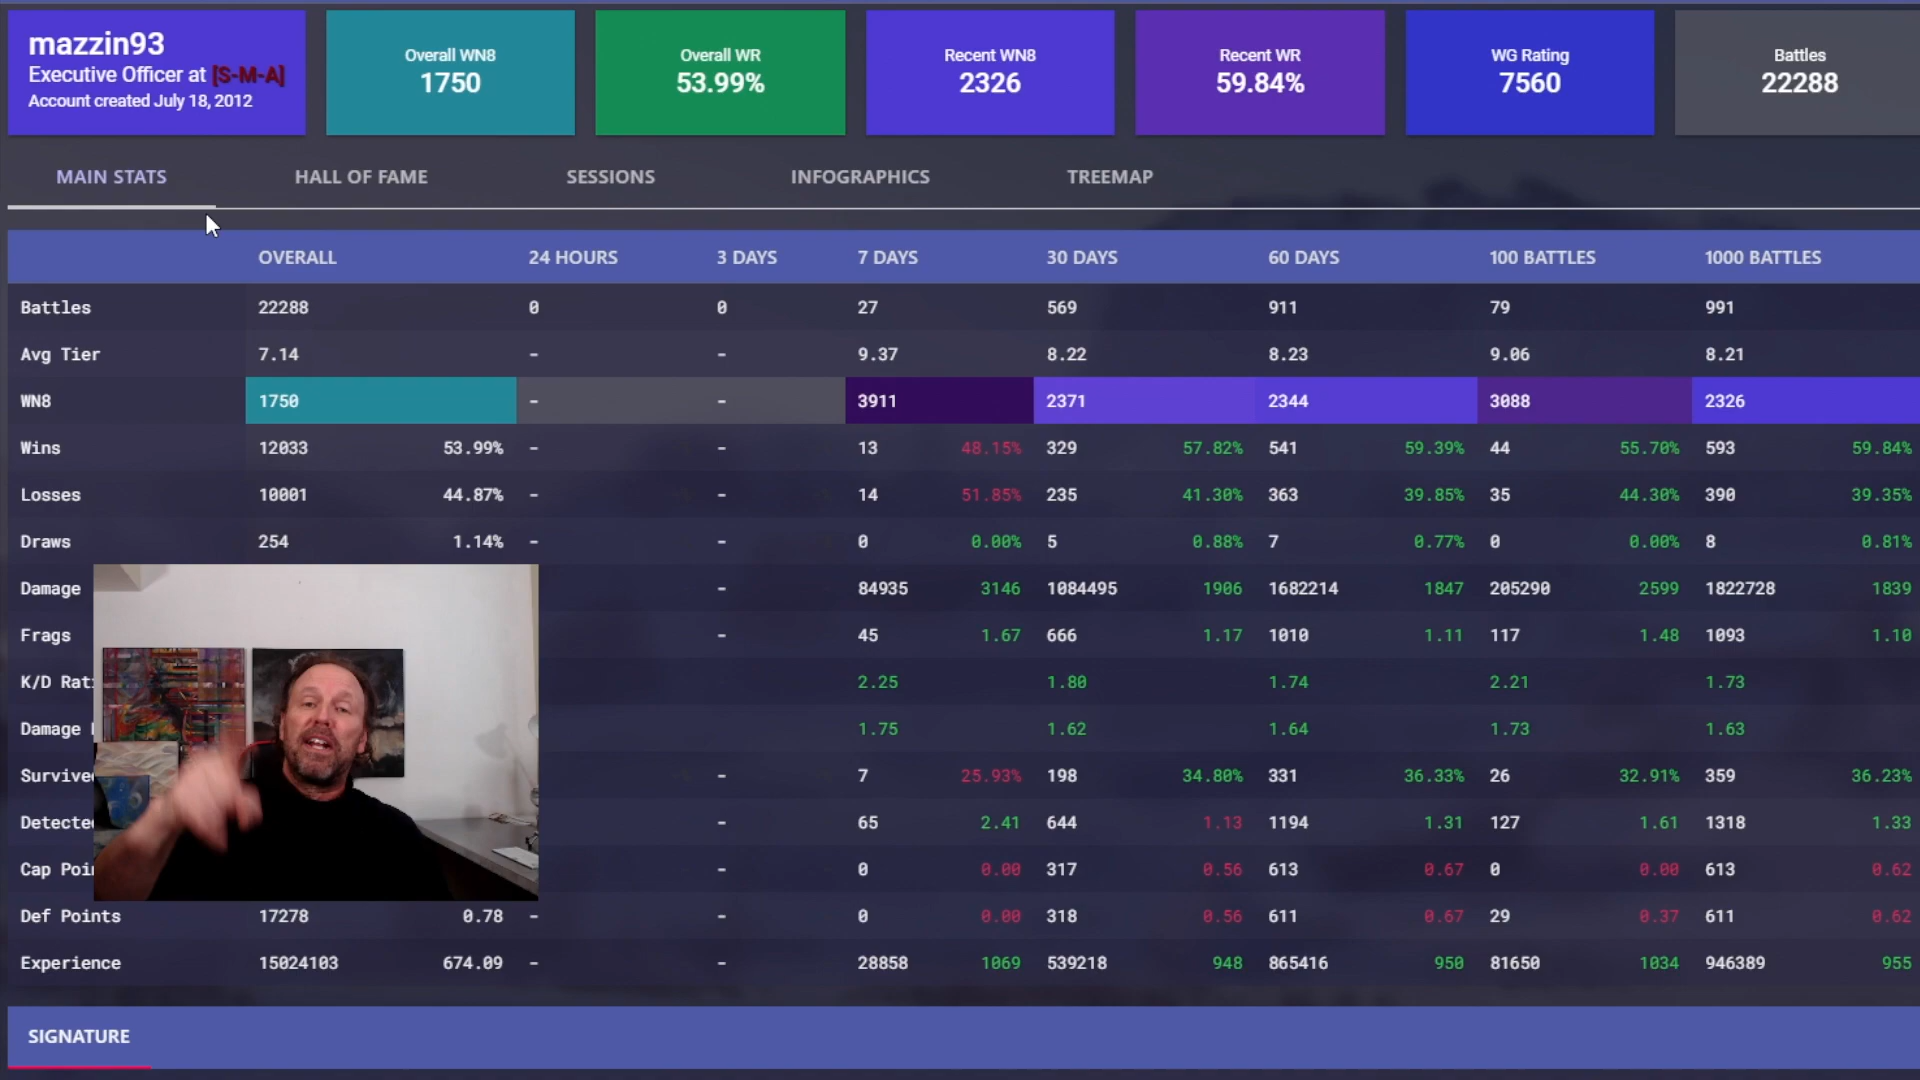 mazzin93
Executive Officer at [S-M-A]
Account created July 18, 2012
Overall WN8
1750
Overall WR
53.99%
Recent WN8
2326
Recent WR
59.84%
WG Rating
7560
Battles
22288
MAIN STATS HALL OF FAME SESSIONS INFOGRAPHICS TREEMAP
OVERALL 24 HOURS 3 DAYS 7 DAYS 30 DAYS 60 DAYS 100 BATTLES 1000 BATTLES
Battles 22288 0 0 27 569 911 79 991
Avg Tier 7.14 - - 9.37 8.22 8.23 9.06 8.21
WN8 1750 - - 3911 2371 2344 3088 2326
Wins 12033 53.99% - - 13 48.15% 329 57.82% 541 59.39% 44 55.70% 593 59.84%
Losses 10001 44.87% - - 14 51.85% 235 41.30% 363 39.85% 35 44.30% 390 39.35%
Draws 254 1.14% - - 0 0.00% 5 0.88% 7 0.77% 0 0.00% 8 0.81%
Damage - 84935 3146 1084495 1906 1682214 1847 205290 2599 1822728 1839
Frags - 45 1.67 666 1.17 1010 1.11 117 1.48 1093 1.10
K/D 2.25 1.80 1.74 2.21 1.73
Damage 1.75 1.62 1.64 1.73 1.63
Survive - 7 25.93% 198 34.80% 331 36.33% 26 32.91% 359 36.23%
Detecte - 65 2.41 644 1.13 1194 1.31 127 1.61 1318 1.33
Cap Poi - 0 0.00 317 0.56 613 0.67 0 0.00 613 0.62
Def Points 17278 0.78 - - 0 0.00 318 0.56 611 0.67 29 0.37 611 0.62
Experience 15024103 674.09 - - 28858 1069 539218 948 865416 950 81650 1034 946389 955
SIGNATURE